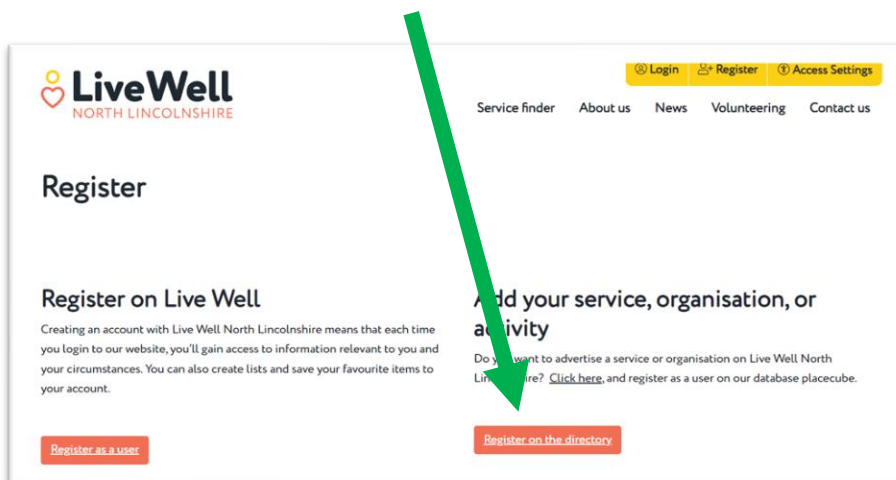 LiveWell
NORTH LINCOLNSHIRE
Login Register Access Settings
Service finder About us News Volunteering Contact us
Register
Register on Live Well
Creating an account with Live Well North Lincolnshire means that each time
you login to our website, you'll gain access to information relevant to you and
your circumstances. You can also create lists and save your favourite items to
your account.
Register as a user
Add your service, organisation, or
activity
Do you want to advertise a service or organisation on Live Well North
Lincolnshire? Click here, and register as a user on our database placecube.
Register on the directory